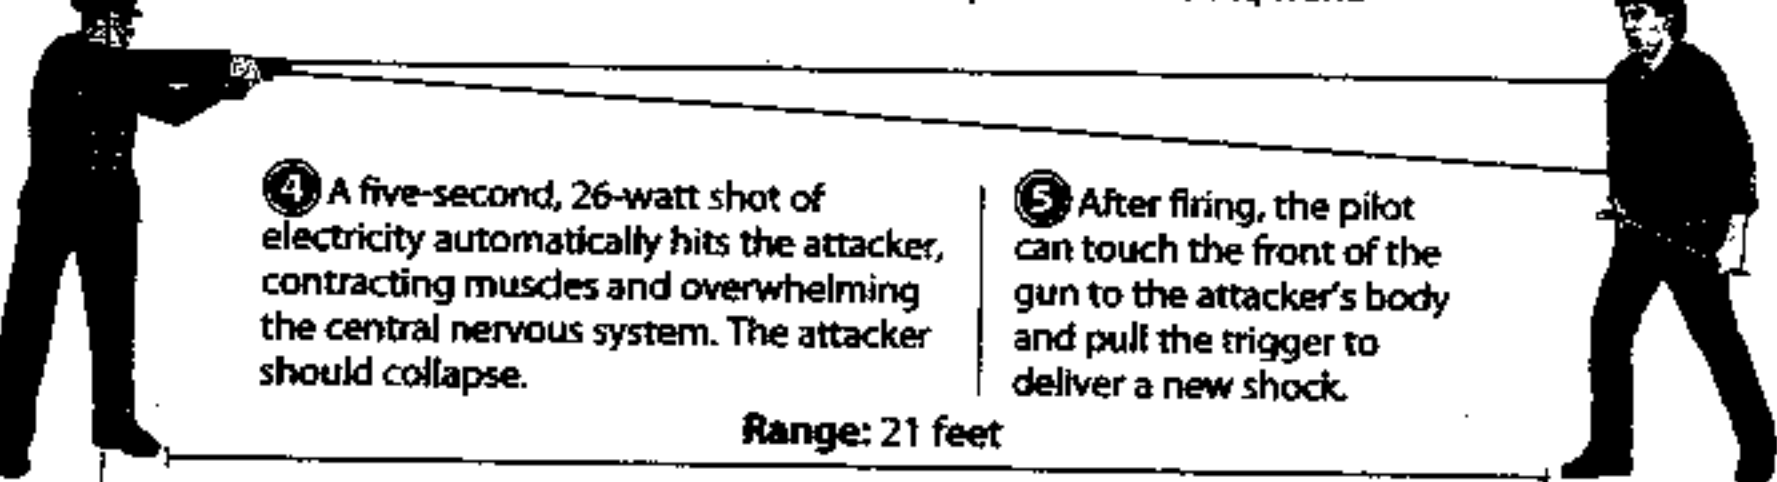 4 A five-second, 26-watt shot of
electricity automatically hits the attacker,
contracting muscles and overwhelming
the central nervous system. The attacker
should collapse.
5 After firing, the pilot
can touch the front of the
gun to the attacker's body
and pull the trigger to
deliver a new shock.
Range: 21 feet